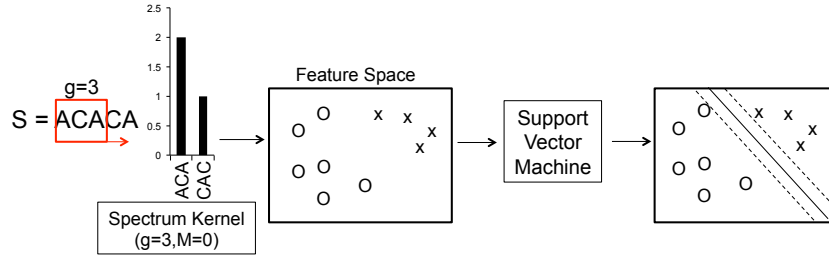 g=3
S = ACACA
2.5
2
1.5
1
0.5
0
ACA
CAC
Spectrum Kernel
(g=3,M=0)
Feature Space
O
O
x
x
x
x
O
O
O
O
Support
Vector
Machine
O
O
x
x
x
x
O
O
O
O